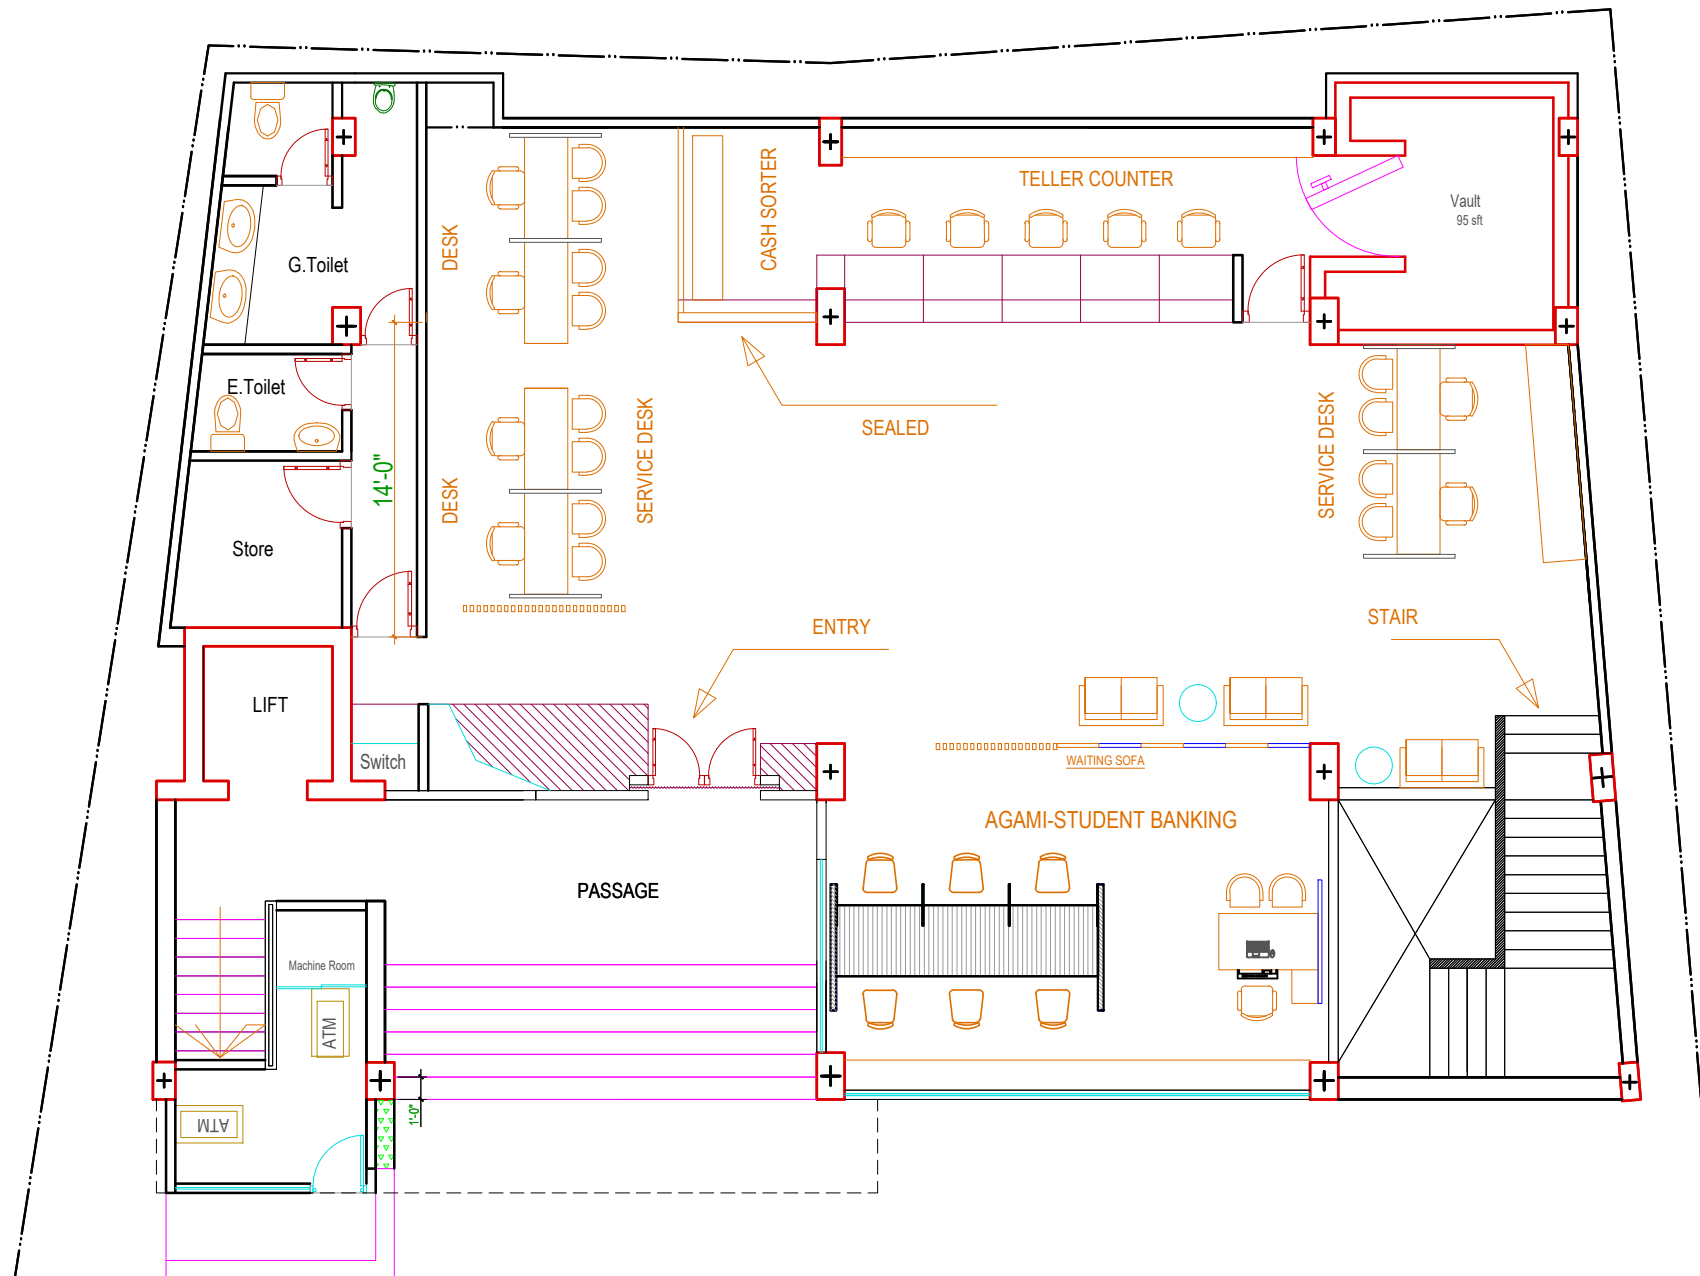 TELLER COUNTER
CASH SORTER
Vault
95 sft
DESK
G.Toilet
E.Toilet
SEALED
SERVICE DESK
SERVICE DESK
14'-0"
DESK
Store
ENTRY
STAIR
LIFT
Switch
WAITING SOFA
AGAMI-STUDENT BANKING
PASSAGE
Machine Room
ATM
ATM
1'-0"